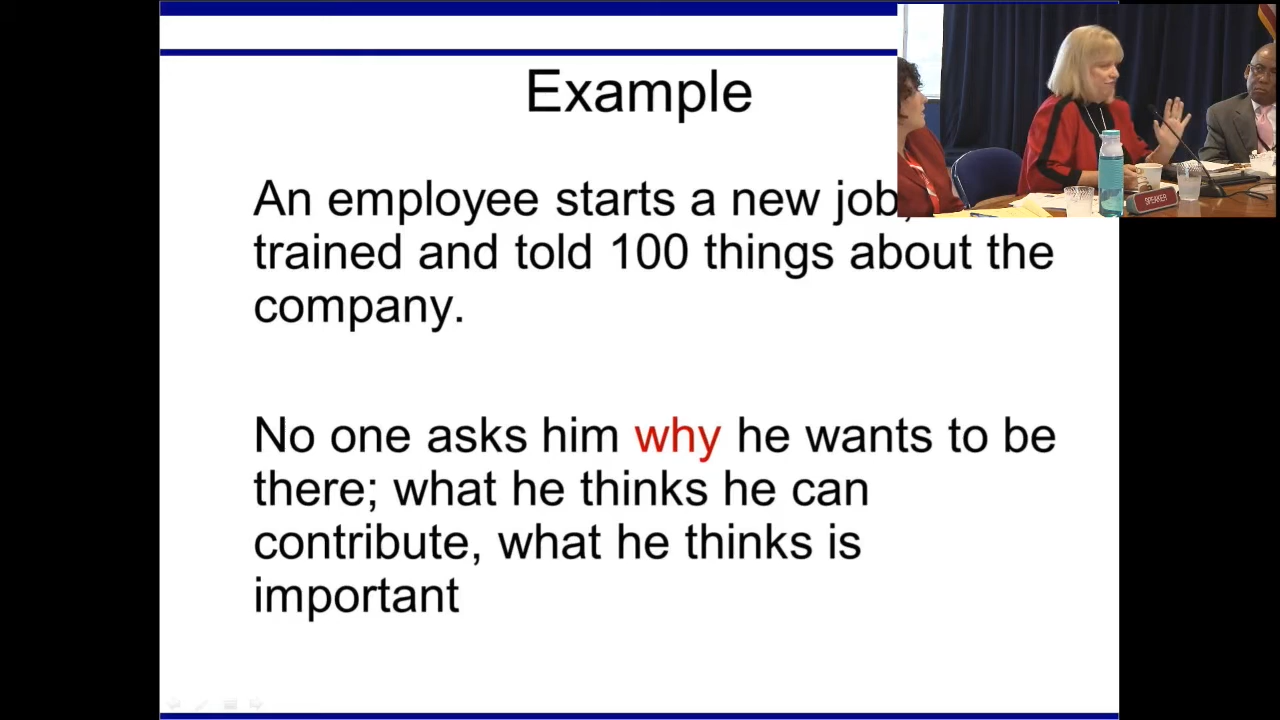 Example
An employee starts a new job,
trained and told 100 things about the
company.
No one asks him why he wants to be
there; what he thinks he can
contribute, what he thinks is
important
SPEAKER